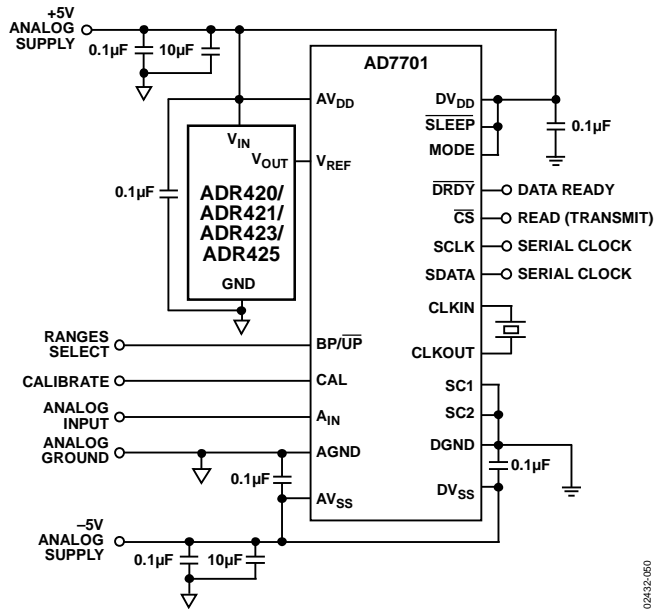 +5V
ANALOG
SUPPLY
0.1µF
10µF
AD7701
AVDD
DVDD
SLEEP
0.1µF
MODE
VIN
VOUT
VREF
0.1µF
ADR420/
ADR421/
ADR423/
ADR425
GND
DRDY
DATA READY
CS
READ (TRANSMIT)
SCLK
SERIAL CLOCK
SDATA
SERIAL CLOCK
CLKIN
CLKOUT
RANGES
SELECT
BP/UP
CALIBRATE
CAL
SC1
ANALOG
INPUT
AIN
SC2
ANALOG
GROUND
AGND
DGND
0.1µF
0.1µF
AVSS
DVSS
–5V
ANALOG
SUPPLY
0.1µF
10µF
02432-050